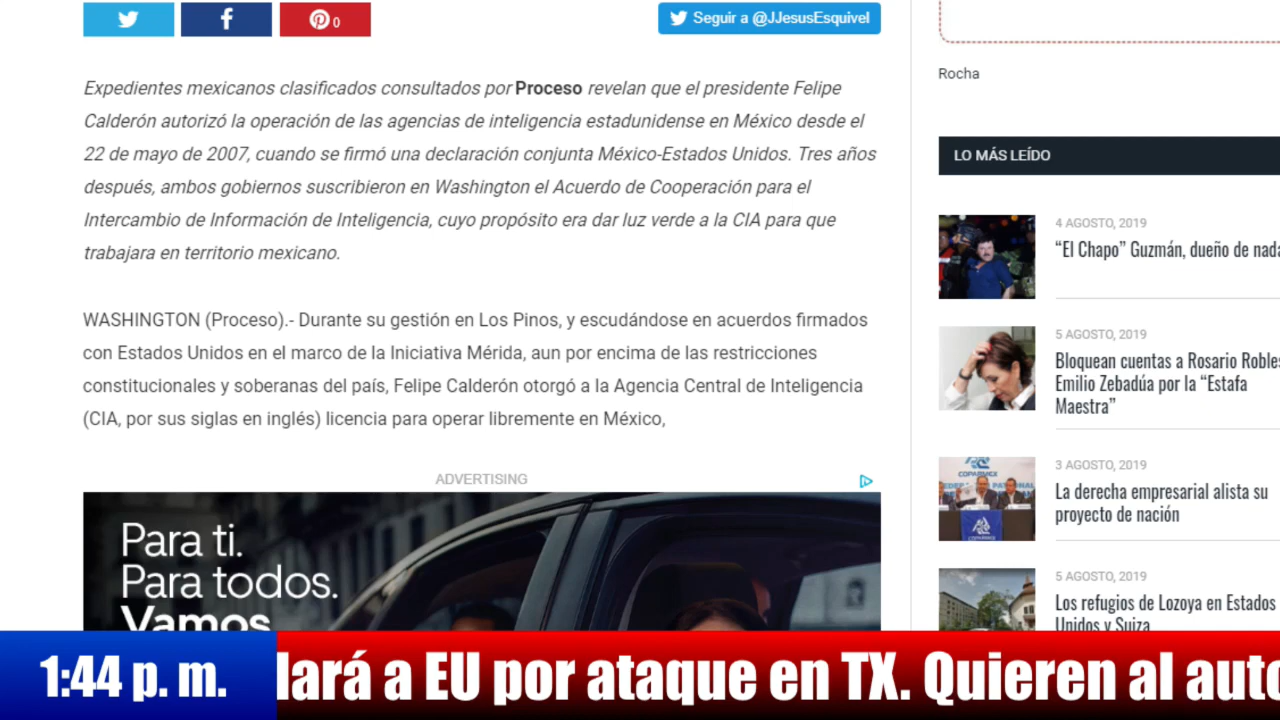 0
Seguir a @JJesusEsquivel
Expedientes mexicanos clasificados consultados por Proceso revelan que el presidente Felipe
Calderón autorizó la operación de las agencias de inteligencia estadunidense en México desde el
22 de mayo de 2007, cuando se firmó una declaración conjunta México-Estados Unidos. Tres años
después, ambos gobiernos suscribieron en Washington el Acuerdo de Cooperación para el
Intercambio de Información de Inteligencia, cuyo propósito era dar luz verde a la CIA para que
trabajara en territorio mexicano.
WASHINGTON (Proceso).- Durante su gestión en Los Pinos, y escudándose en acuerdos firmados
con Estados Unidos en el marco de la Iniciativa Mérida, aun por encima de las restricciones
constitucionales y soberanas del país, Felipe Calderón otorgó a la Agencia Central de Inteligencia
(CIA, por sus siglas en inglés) licencia para operar libremente en México,
ADVERTISING
Para ti.
Para todos.
Vamos
Rocha
LO MÁS LEÍDO
4 AGOSTO, 2019
“El Chapo” Guzmán, dueño de nada
5 AGOSTO, 2019
Bloquean cuentas a Rosario Robles
Emilio Zebadúa por la “Estafa
Maestra”
COPARMEX
3 AGOSTO, 2019
La derecha empresarial alista su
proyecto de nación
5 AGOSTO, 2019
Los refugios de Lozoya en Estados
Unidos y Suiza
1:44 p. m.
lará a EU por ataque en TX. Quieren al auto